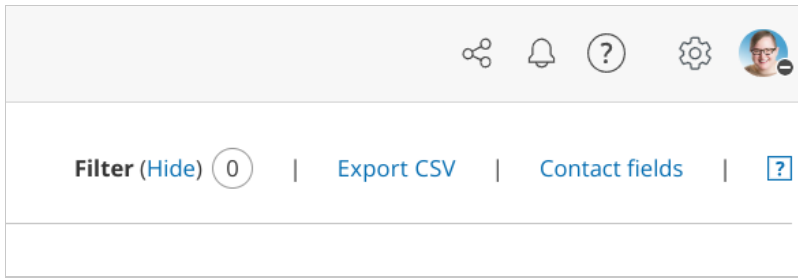 ?
Filter (Hide) 0 | Export CSV | Contact fields | ?